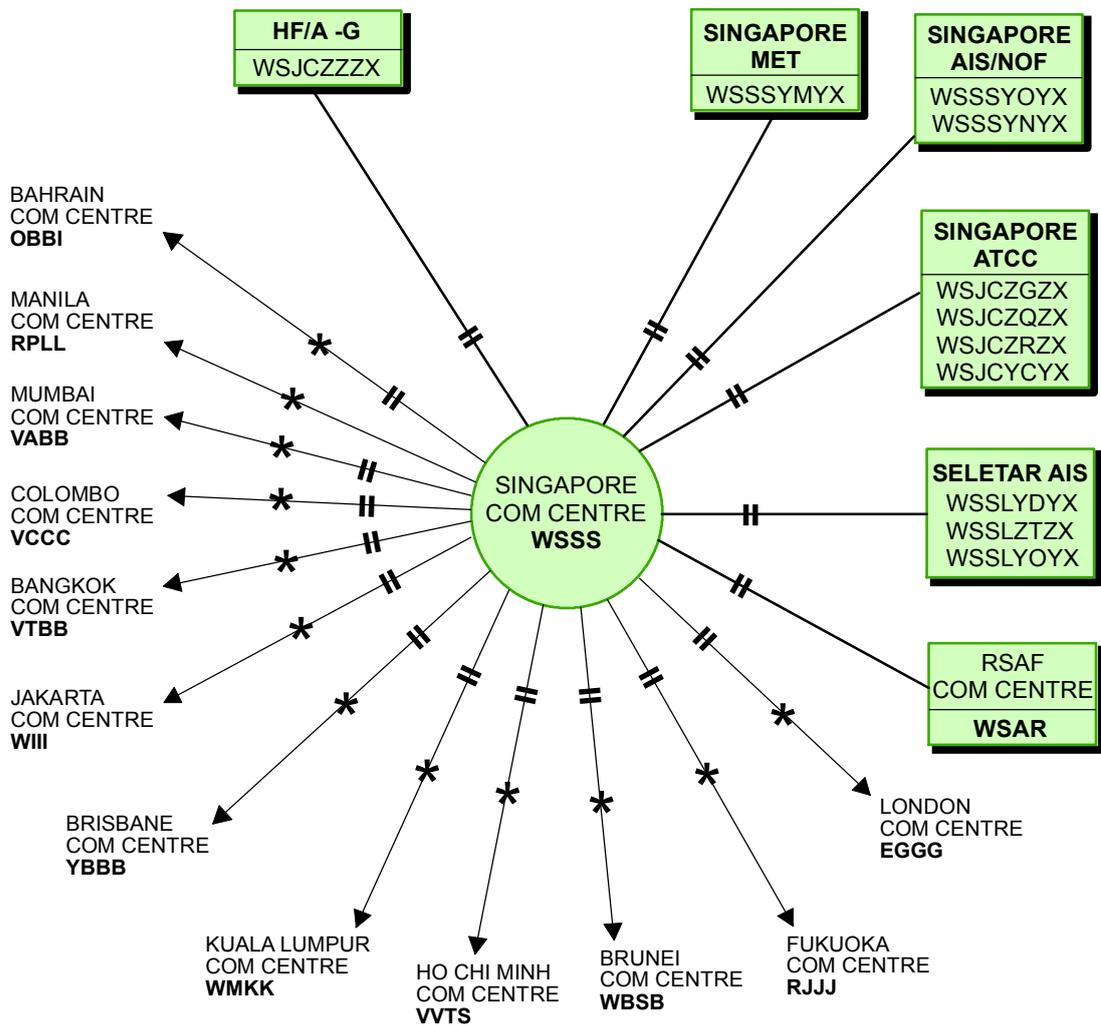 HF/A -G
WSJCZZZX
SINGAPORE
MET
WSSSYMYX
SINGAPORE
AIS/NOF
WSSSYOYX
WSSSYNYX
BAHRAIN
COM CENTRE
OBBI
SINGAPORE
ATCC
WSJCZGZX
WSJCZQZX
WSJCZRZX
WSJCYCYX
MANILA
COM CENTRE
RPLL
MUMBAI
COM CENTRE
VABB
COLOMBO
COM CENTRE
VCCC
SINGAPORE
COM CENTRE
WSSS
SELETAR AIS
WSSLYDYX
WSSLZTZX
WSSLYOYX
BANGKOK
COM CENTRE
VTBB
JAKARTA
COM CENTRE
WIII
RSAF
COM CENTRE
WSAR
BRISBANE
COM CENTRE
YBBB
LONDON
COM CENTRE
EGGG
KUALA LUMPUR
COM CENTRE
WMKK
HO CHI MINH
COM CENTRE
VVTS
BRUNEI
COM CENTRE
WBSB
FUKUOKA
COM CENTRE
RJJJ